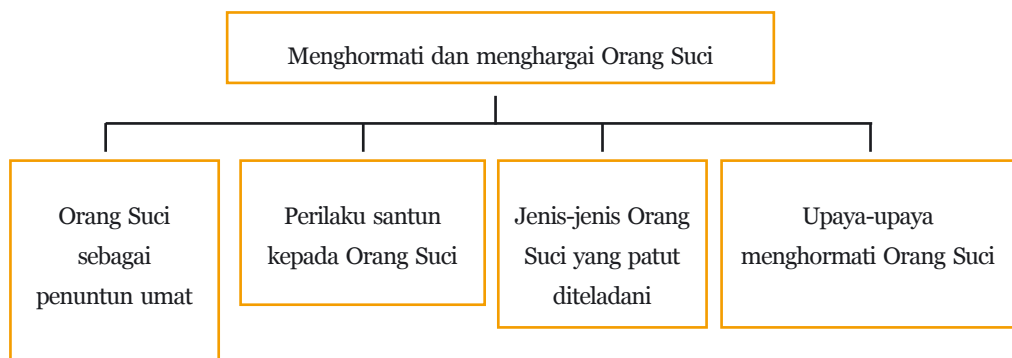 Menghormati dan menghargai Orang Suci
Orang Suci
sebagai
penuntun umat
Perilaku santun
kepada Orang Suci
Jenis-jenis Orang
Suci yang patut
diteladani
Upaya-upaya
menghormati Orang Suci